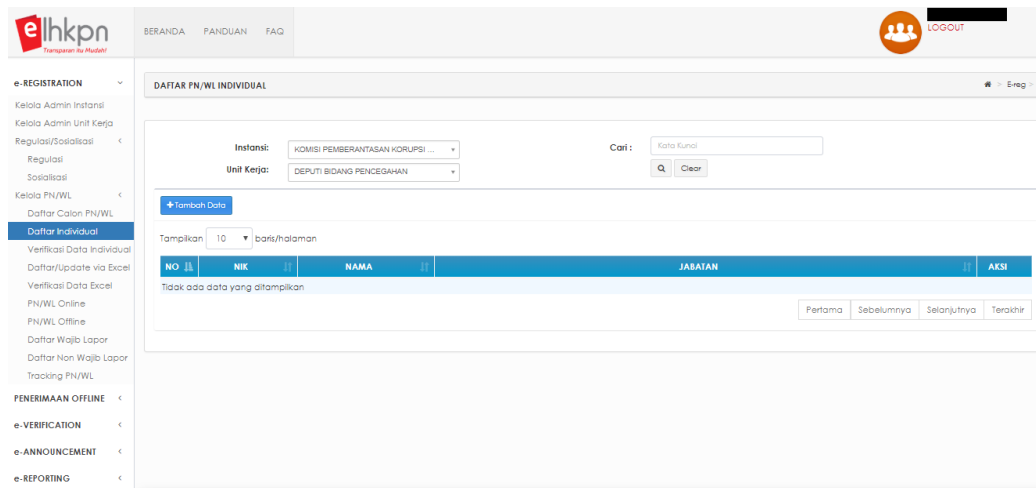 elhkpn
Transparan itu Mudah!
BERANDA PANDUAN FAQ
LOGOUT
e-REGISTRATION
Kelola Admin Instansi
Kelola Admin Unit Kerja
Regulasi/Sosialisasi
Regulasi
Sosialisasi
Kelola PN/WL
Daftar Calon PN/WL
Daftar Individual
Verifikasi Data Individual
Daftar/Update via Excel
Verifikasi Data Excel
PN/WL Online
PN/WL Offline
Daftar Wajib Lapor
Daftar Non Wajib Lapor
Tracking PN/WL
PENERIMAAN OFFLINE
e-VERIFICATION
e-ANNOUNCEMENT
e-REPORTING
DAFTAR PN/WL INDIVIDUAL
> E-reg >
Instansi: KOMISI PEMBERANTASAN KORUPSI ...
Unit Kerja: DEPUTI BIDANG PENCEGAHAN
Cari : Kata Kunci
Clear
+Tambah Data
Tampilkan 10 baris/halaman
NO NIK NAMA JABATAN AKSI
Tidak ada data yang ditampilkan
Pertama Sebelumnya Selanjutnya Terakhir